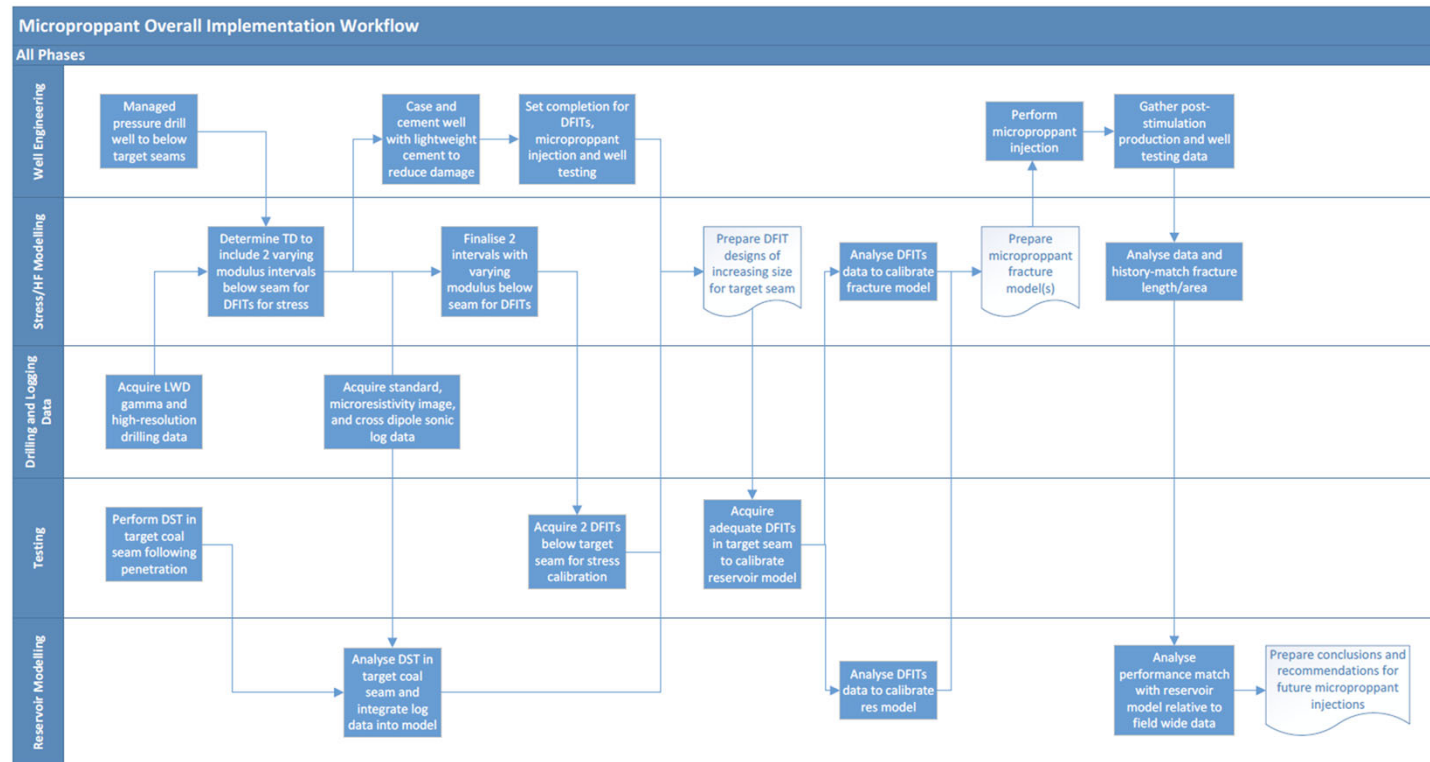 Microproppant Overall Implementation Workflow
All Phases
Well Engineering
Managed
pressure drill
well to below
target seams
Case and
cement well
with lightweight
cement to
reduce damage
Set completion for
DFITs,
microproppant
injection and well
testing
Perform
microproppant
injection
Gather post-
stimulation
production and
well testing
data
Stress/HF Modelling
Determine TD to
include 2 varying
modulus intervals
below seam for
DFITs for stress
Finalise 2
intervals with
varying
modulus below
seam for DFITs
Prepare DFIT
designs of
increasing size
for target seam
Analyse DFITs
data to calibrate
fracture model
Prepare
microproppant
fracture
model(s)
Analyse data and
history-match fracture
length/area
Drilling and Logging
Data
Acquire LWD
gamma and
high-resolution
drilling data
Acquire standard,
microresistivity image,
and cross dipole sonic
log data
Testing
Perform DST in
target coal
seam following
penetration
Acquire 2 DFITs
below target
seam for stress
calibration
Acquire
adequate DFITs
in target seam
to calibrate
reservoir model
Reservoir Modelling
Analyse DST in
target coal
seam and
integrate log
data into model
Analyse DFITs
data to calibrate
res model
Analyse
performance match
with reservoir
model relative to
field wide data
Prepare conclusions and
recommendations for
future microproppant
injections